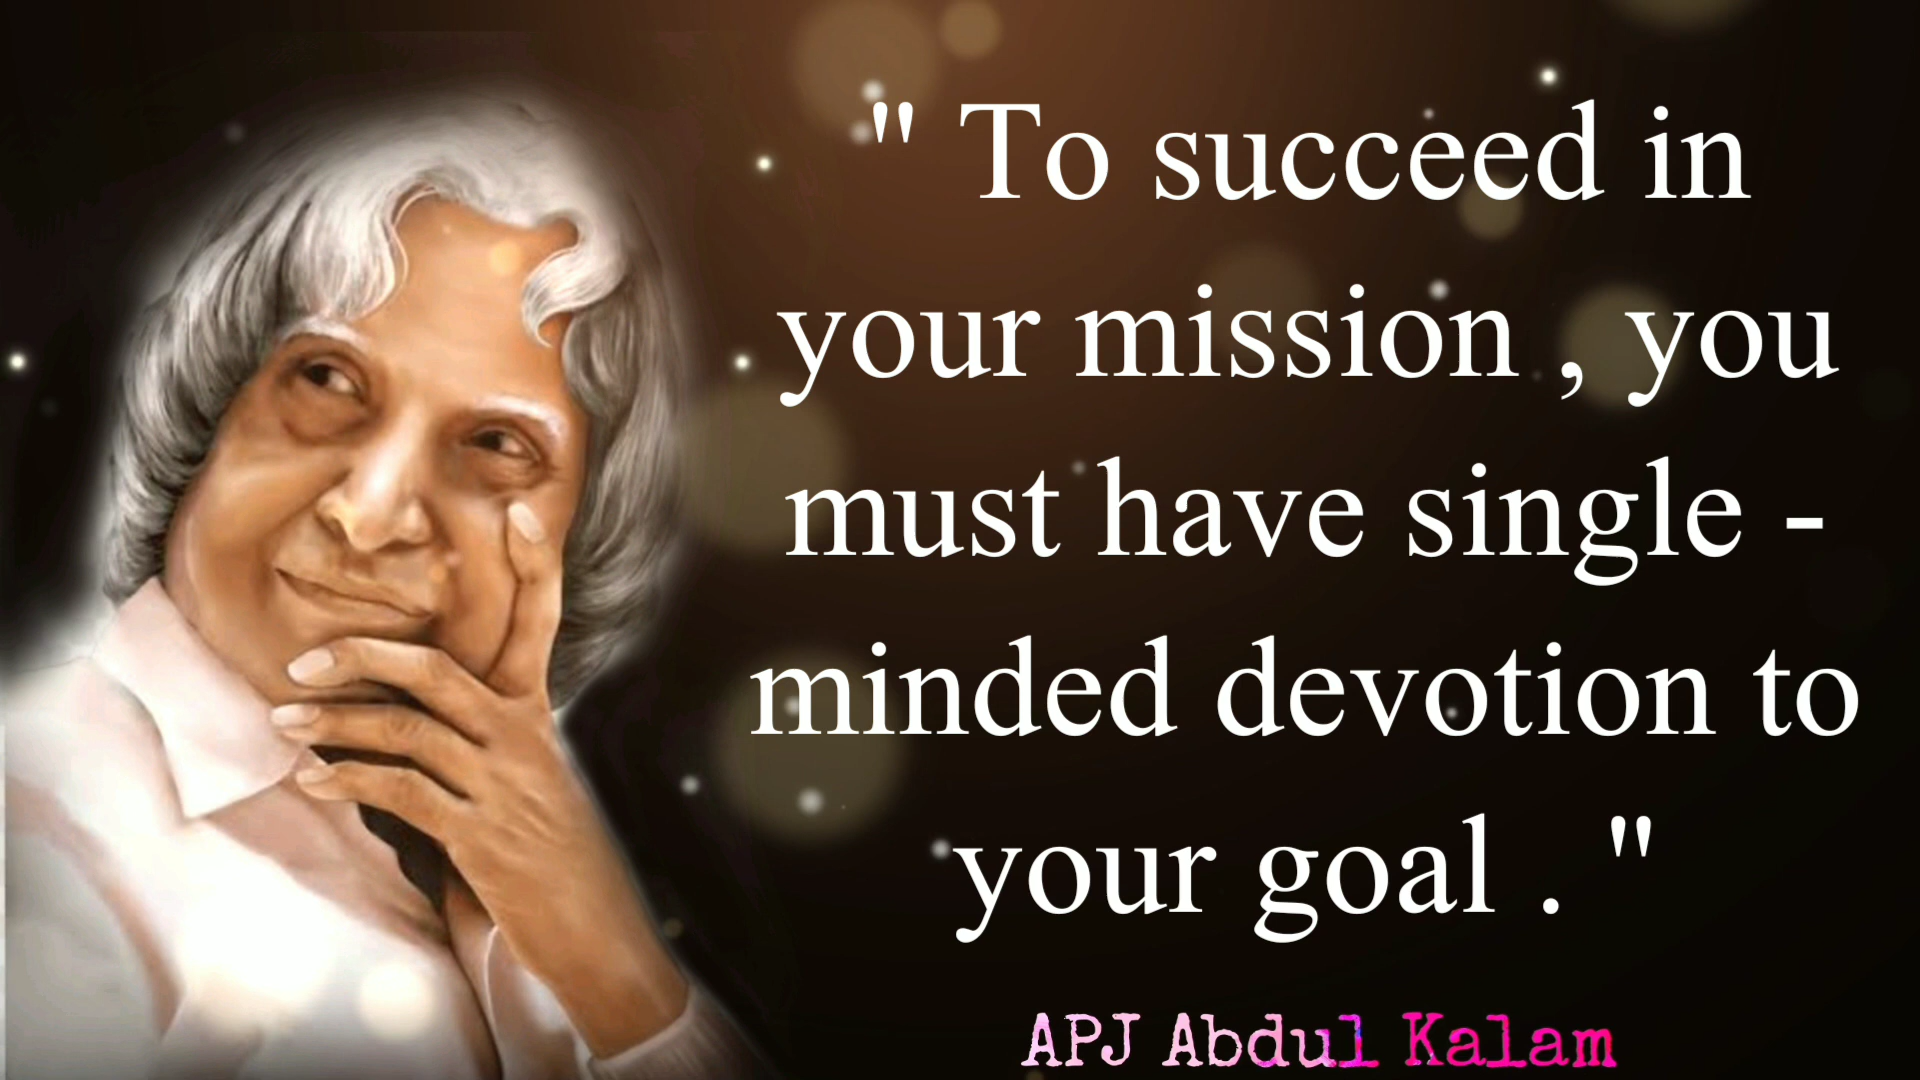 " To succeed in
your mission , you
must have single -
minded devotion to
your goal . "
APJ Abdul Kalam